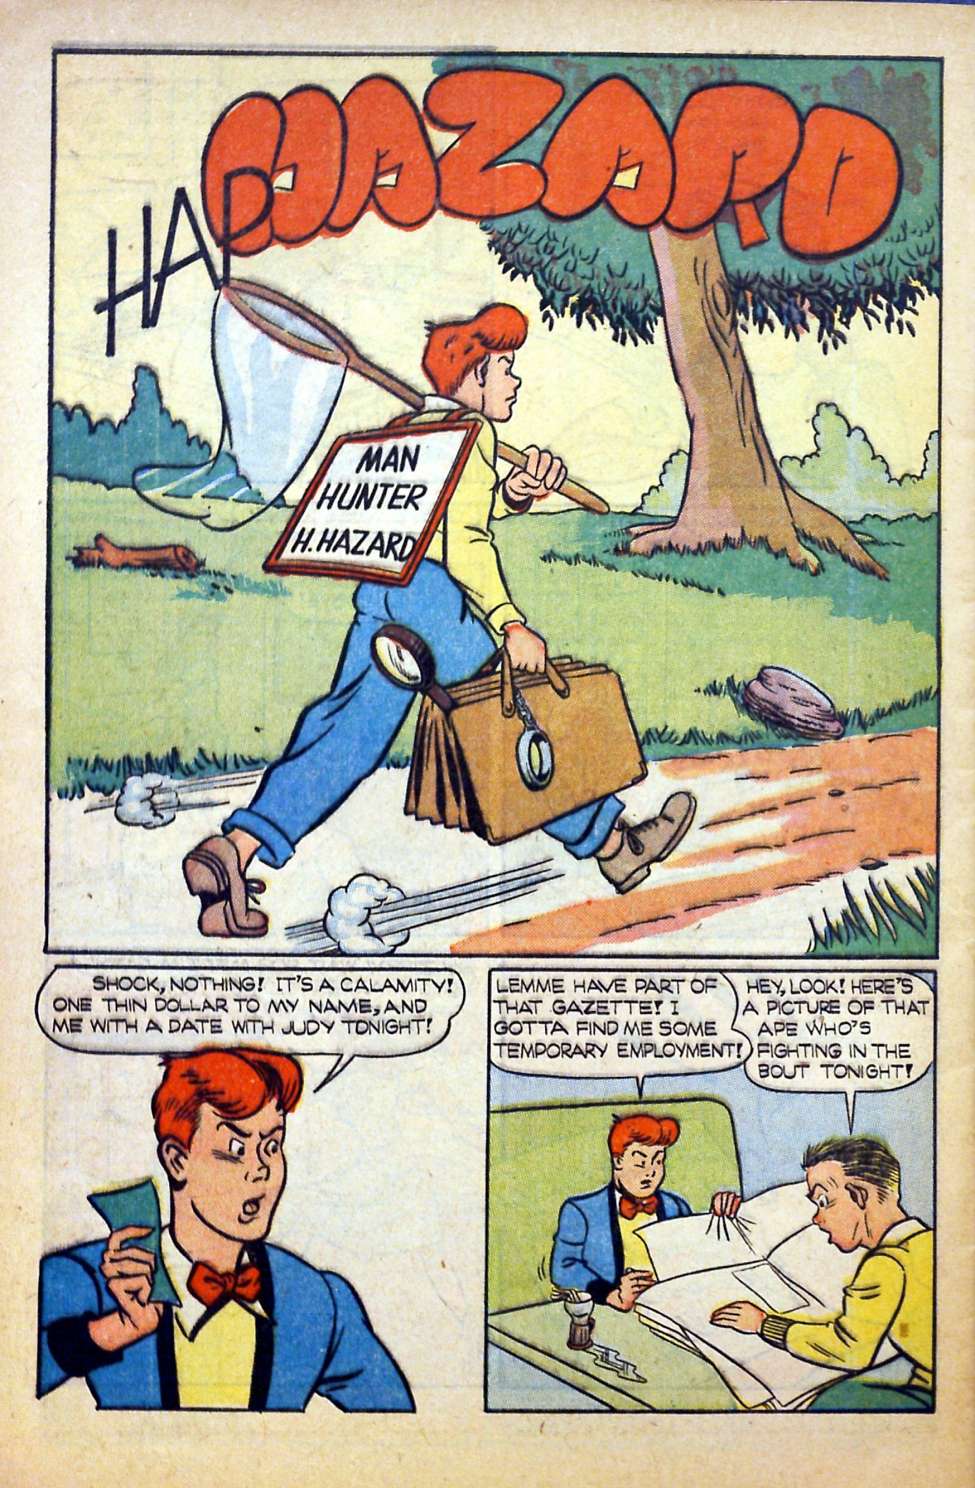 HAP HAZARD
MAN
HUNTER
H. HAZARD
SHOCK, NOTHING! IT'S A CALAMITY!
ONE THIN DOLLAR TO MY NAME, AND
ME WITH A DATE WITH JUDY TONIGHT!
LEMME HAVE PART OF
THAT GAZETTE! I
GOTTA FIND ME SOME
TEMPORARY EMPLOYMENT!
HEY, LOOK! HERE'S
A PICTURE OF THAT
APE WHO'S
FIGHTING IN THE
BOUT TONIGHT!